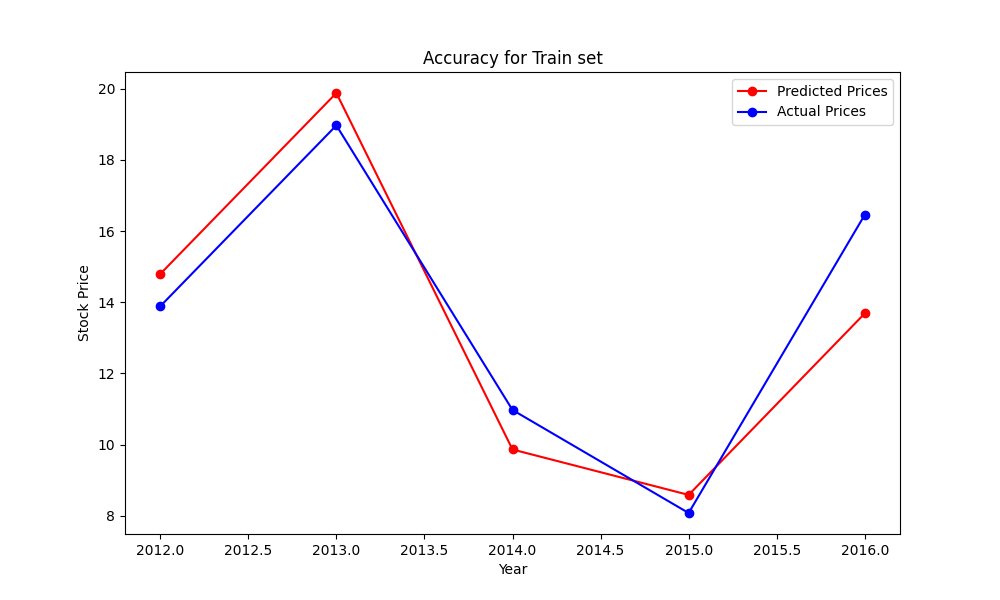 Accuracy for Train set
Predicted Prices
Actual Prices
Stock Price
20
18
16
14
12
10
8
2012.0 2012.5 2013.0 2013.5 2014.0 2014.5 2015.0 2015.5 2016.0
Year